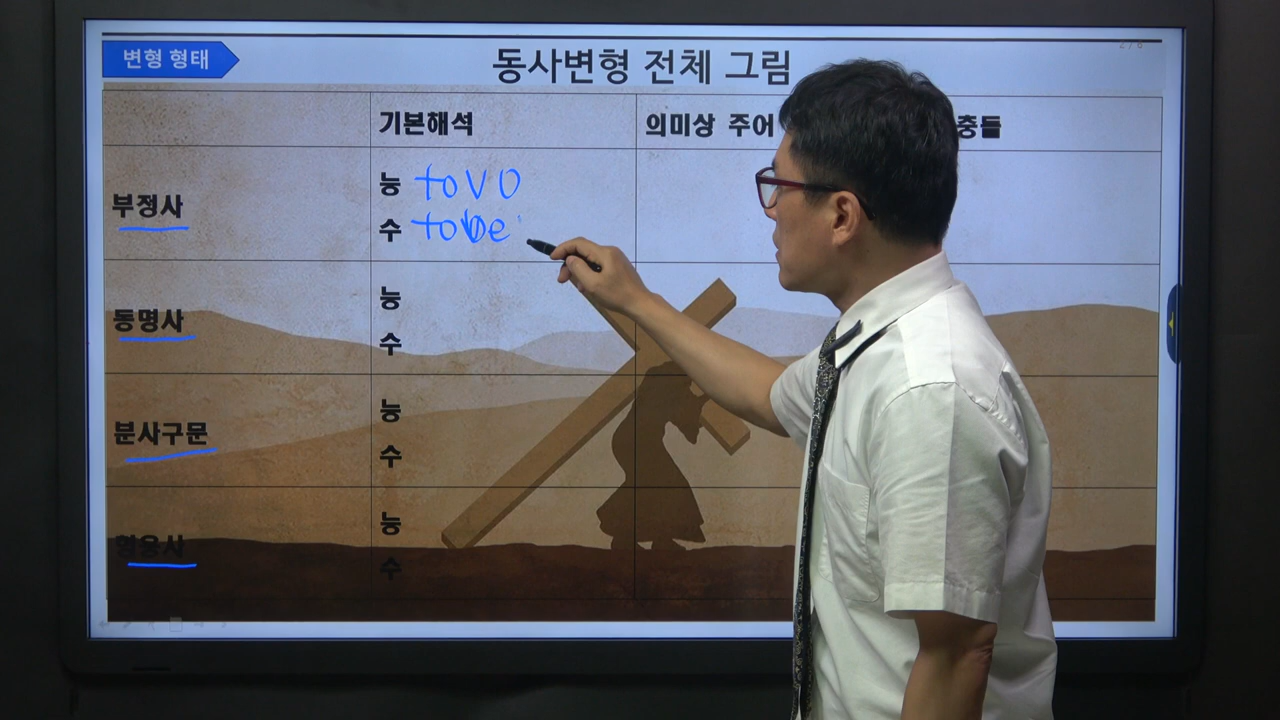 변형 형태
동사변형 전체 그림
기본해석
의미상 주어 충들
부정사
능 to V O
수 to be
동명사
능
수
분사구문
능
수
형용사
능
수